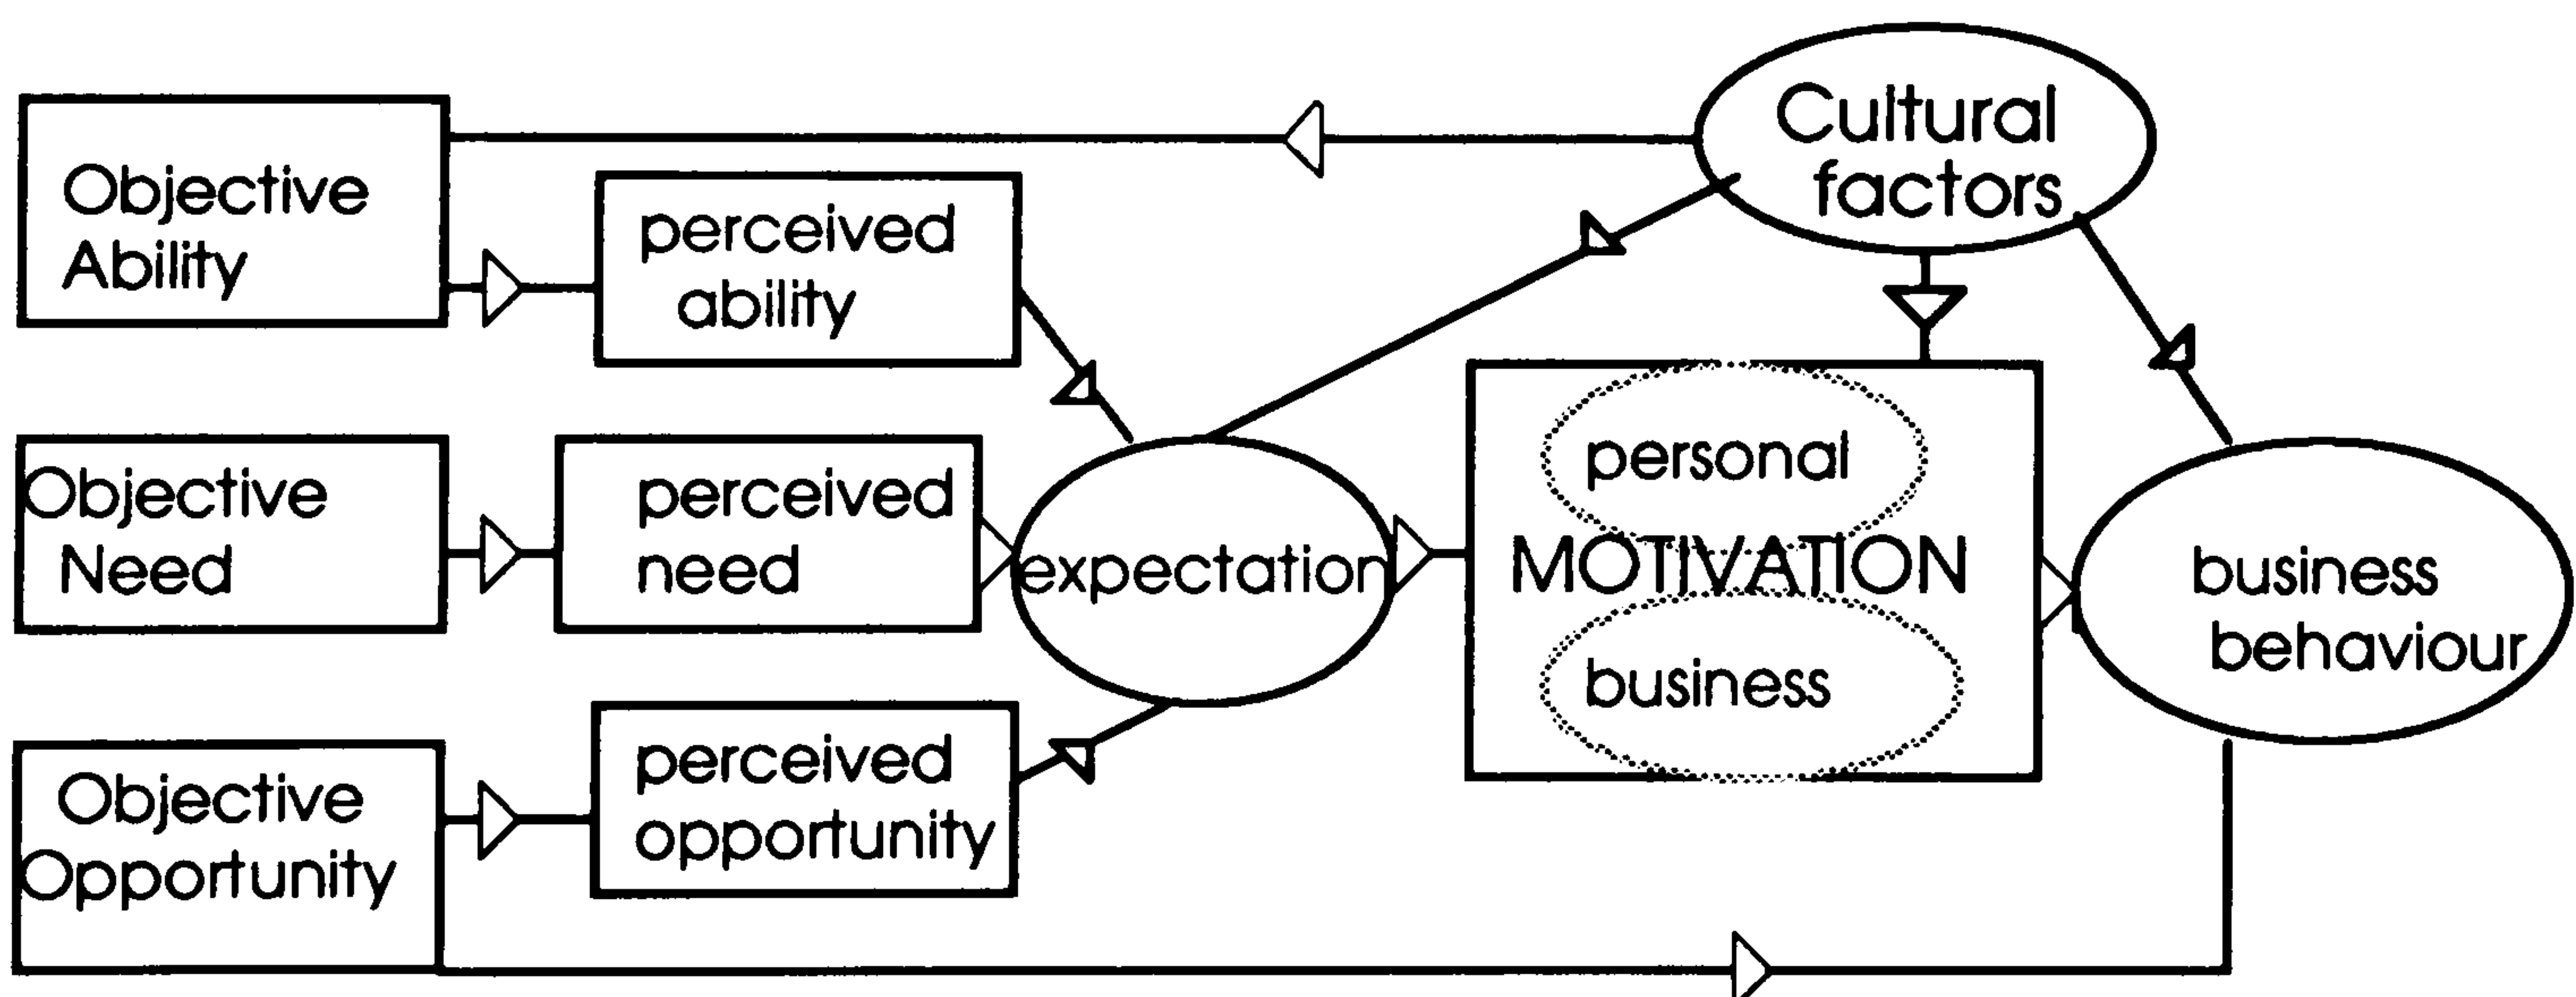 Cultural
factors
Objective
Ability
perceived
ability
Objective
Need
perceived
need
expectation
personal
MOTIVATION
business
business
behaviour
Objective
Opportunity
perceived
opportunity